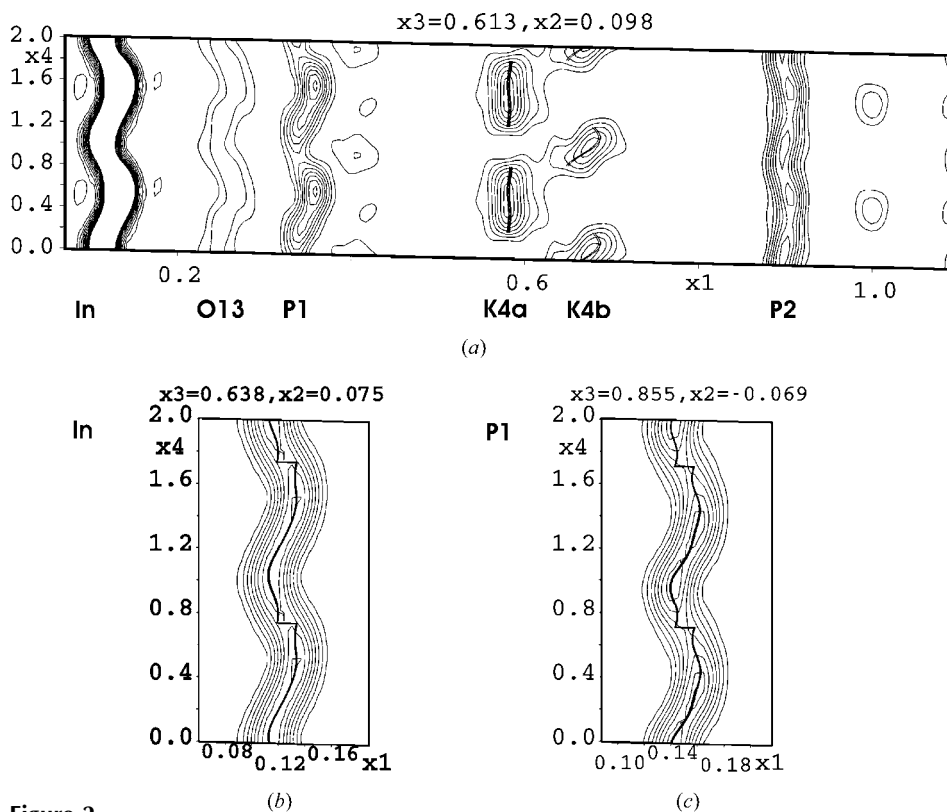 x3=0.613,x2=0.098
2.0
x4
1.6
1.2
0.8
0.4
0.0
0.2 0.6 x1 1.0
In O13 P1 K4a K4b P2
(a)
x3=0.638,x2=0.075
In
2.0
x4
1.6
1.2
0.8
0.4
0.0
0.08 0.12 0.16 x1
(b)
x3=0.855,x2=-0.069
P1
2.0
x4
1.6
1.2
0.8
0.4
0.0
0.10 0.14 0.18 x1
(c)
Figure 2